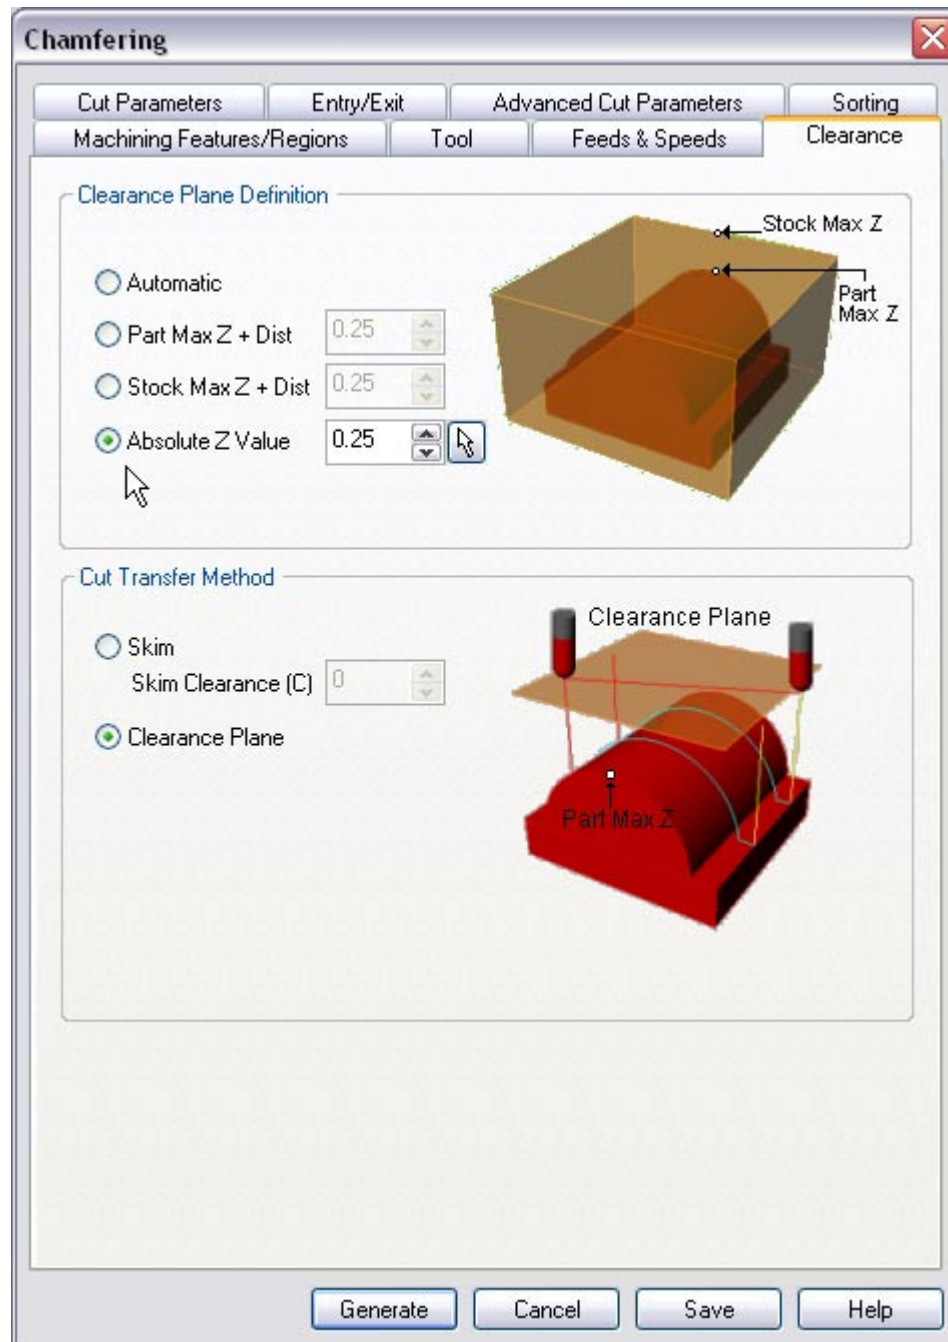 Chamfering
Cut Parameters Entry/Exit Advanced Cut Parameters Sorting
Machining Features/Regions Tool Feeds & Speeds Clearance
Clearance Plane Definition
Automatic
Part Max Z + Dist 0.25
Stock Max Z + Dist 0.25
Absolute Z Value 0.25
Stock Max Z
Part
Max Z
Cut Transfer Method
Skim
Skim Clearance (C) 0
Clearance Plane
Clearance Plane
Part Max Z
Generate Cancel Save Help